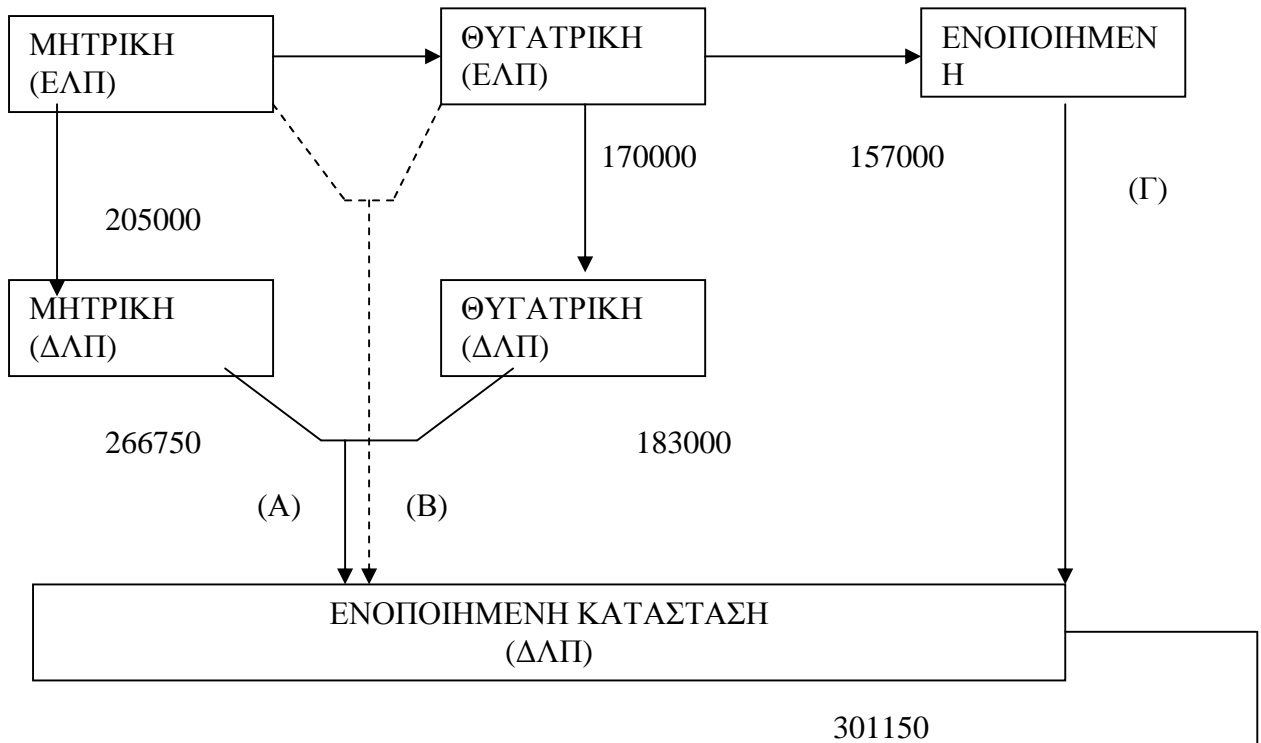 ΜΗΤΡΙΚΗ
(ΕΛΠ)
ΘΥΓΑΤΡΙΚΗ
(ΕΛΠ)
ΕΝΟΠΟΙΗΜΕΝ
Η
170000
157000
(Γ)
205000
ΜΗΤΡΙΚΗ
(ΔΛΠ)
ΘΥΓΑΤΡΙΚΗ
(ΔΛΠ)
266750
183000
(Α)
(Β)
ΕΝΟΠΟΙΗΜΕΝΗ ΚΑΤΑΣΤΑΣΗ
(ΔΛΠ)
301150